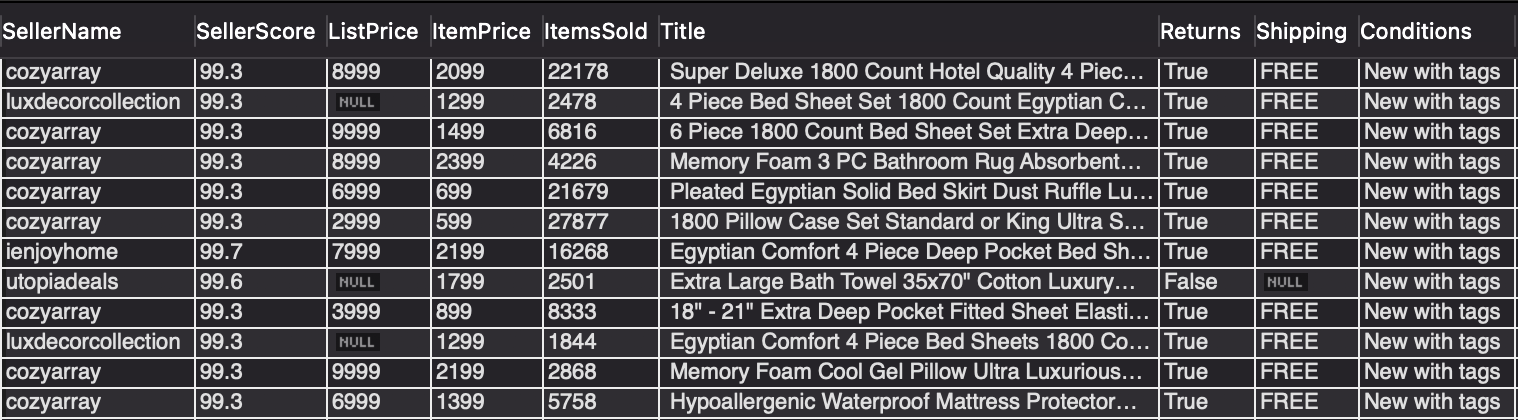 SellerName SellerScore ListPrice ItemPrice ItemsSold Title Returns Shipping Conditions
cozyarray 99.3 8999 2099 22178 Super Deluxe 1800 Count Hotel Quality 4 Piec... True FREE New with tags
luxdecorcollection 99.3 NULL 1299 2478 4 Piece Bed Sheet Set 1800 Count Egyptian C... True FREE New with tags
cozyarray 99.3 9999 1499 6816 6 Piece 1800 Count Bed Sheet Set Extra Deep... True FREE New with tags
cozyarray 99.3 8999 2399 4226 Memory Foam 3 PC Bathroom Rug Absorbent... True FREE New with tags
cozyarray 99.3 6999 699 21679 Pleated Egyptian Solid Bed Skirt Dust Ruffle Lu... True FREE New with tags
cozyarray 99.3 2999 599 27877 1800 Pillow Case Set Standard or King Ultra S... True FREE New with tags
ienjoyhome 99.7 7999 2199 16268 Egyptian Comfort 4 Piece Deep Pocket Bed Sh... True FREE New with tags
utopiadeals 99.6 NULL 1799 2501 Extra Large Bath Towel 35x70" Cotton Luxury... False NULL New with tags
cozyarray 99.3 3999 899 8333 18" - 21" Extra Deep Pocket Fitted Sheet Elasti... True FREE New with tags
luxdecorcollection 99.3 NULL 1299 1844 Egyptian Comfort 4 Piece Bed Sheets 1800 Co... True FREE New with tags
cozyarray 99.3 9999 2199 2868 Memory Foam Cool Gel Pillow Ultra Luxurious... True FREE New with tags
cozyarray 99.3 6999 1399 5758 Hypoallergenic Waterproof Mattress Protector... True FREE New with tags